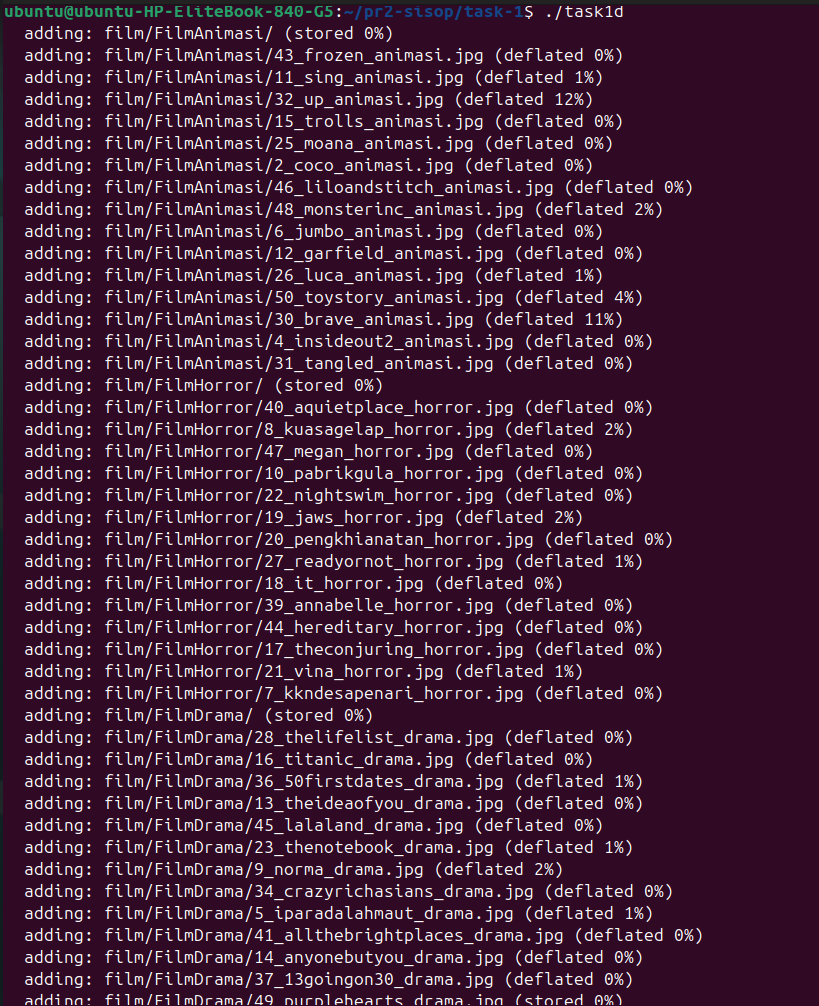 ubuntu@ubuntu-HP-EliteBook-840-G5:~/pr2-sisop/task-1$ ./task1d
adding: film/FilmAnimasi/ (stored 0%)
adding: film/FilmAnimasi/43_frozen_animasi.jpg (deflated 0%)
adding: film/FilmAnimasi/11_sing_animasi.jpg (deflated 1%)
adding: film/FilmAnimasi/32_up_animasi.jpg (deflated 12%)
adding: film/FilmAnimasi/15_trolls_animasi.jpg (deflated 0%)
adding: film/FilmAnimasi/25_moana_animasi.jpg (deflated 0%)
adding: film/FilmAnimasi/2_coco_animasi.jpg (deflated 0%)
adding: film/FilmAnimasi/46_liloandstitch_animasi.jpg (deflated 0%)
adding: film/FilmAnimasi/48_monsterinc_animasi.jpg (deflated 2%)
adding: film/FilmAnimasi/6_jumbo_animasi.jpg (deflated 0%)
adding: film/FilmAnimasi/12_garfield_animasi.jpg (deflated 0%)
adding: film/FilmAnimasi/26_luca_animasi.jpg (deflated 1%)
adding: film/FilmAnimasi/50_toystory_animasi.jpg (deflated 4%)
adding: film/FilmAnimasi/30_brave_animasi.jpg (deflated 11%)
adding: film/FilmAnimasi/4_insideout2_animasi.jpg (deflated 0%)
adding: film/FilmAnimasi/31_tangled_animasi.jpg (deflated 0%)
adding: film/FilmHorror/ (stored 0%)
adding: film/FilmHorror/40_aquietplace_horror.jpg (deflated 0%)
adding: film/FilmHorror/8_kuasagelap_horror.jpg (deflated 2%)
adding: film/FilmHorror/47_megan_horror.jpg (deflated 0%)
adding: film/FilmHorror/10_pabrikgula_horror.jpg (deflated 0%)
adding: film/FilmHorror/22_nightswim_horror.jpg (deflated 0%)
adding: film/FilmHorror/19_jaws_horror.jpg (deflated 2%)
adding: film/FilmHorror/20_pengkhianatan_horror.jpg (deflated 0%)
adding: film/FilmHorror/27_readyornot_horror.jpg (deflated 1%)
adding: film/FilmHorror/18_it_horror.jpg (deflated 0%)
adding: film/FilmHorror/39_annabelle_horror.jpg (deflated 0%)
adding: film/FilmHorror/44_hereditary_horror.jpg (deflated 0%)
adding: film/FilmHorror/17_theconjuring_horror.jpg (deflated 0%)
adding: film/FilmHorror/21_vina_horror.jpg (deflated 1%)
adding: film/FilmHorror/7_kkndesapenari_horror.jpg (deflated 0%)
adding: film/FilmDrama/ (stored 0%)
adding: film/FilmDrama/28_thelifelist_drama.jpg (deflated 0%)
adding: film/FilmDrama/16_titanic_drama.jpg (deflated 0%)
adding: film/FilmDrama/36_50firstdates_drama.jpg (deflated 1%)
adding: film/FilmDrama/13_theideaofyou_drama.jpg (deflated 0%)
adding: film/FilmDrama/45_lalaland_drama.jpg (deflated 0%)
adding: film/FilmDrama/23_thenotebook_drama.jpg (deflated 1%)
adding: film/FilmDrama/9_norma_drama.jpg (deflated 2%)
adding: film/FilmDrama/34_crazyrichasians_drama.jpg (deflated 0%)
adding: film/FilmDrama/5_iparadalahmaut_drama.jpg (deflated 1%)
adding: film/FilmDrama/41_allthebrightplaces_drama.jpg (deflated 0%)
adding: film/FilmDrama/14_anyonebutyou_drama.jpg (deflated 0%)
adding: film/FilmDrama/37_13goingon30_drama.jpg (deflated 0%)
adding: film/FilmDrama/49_purplehearts_drama.jpg (stored 0%)